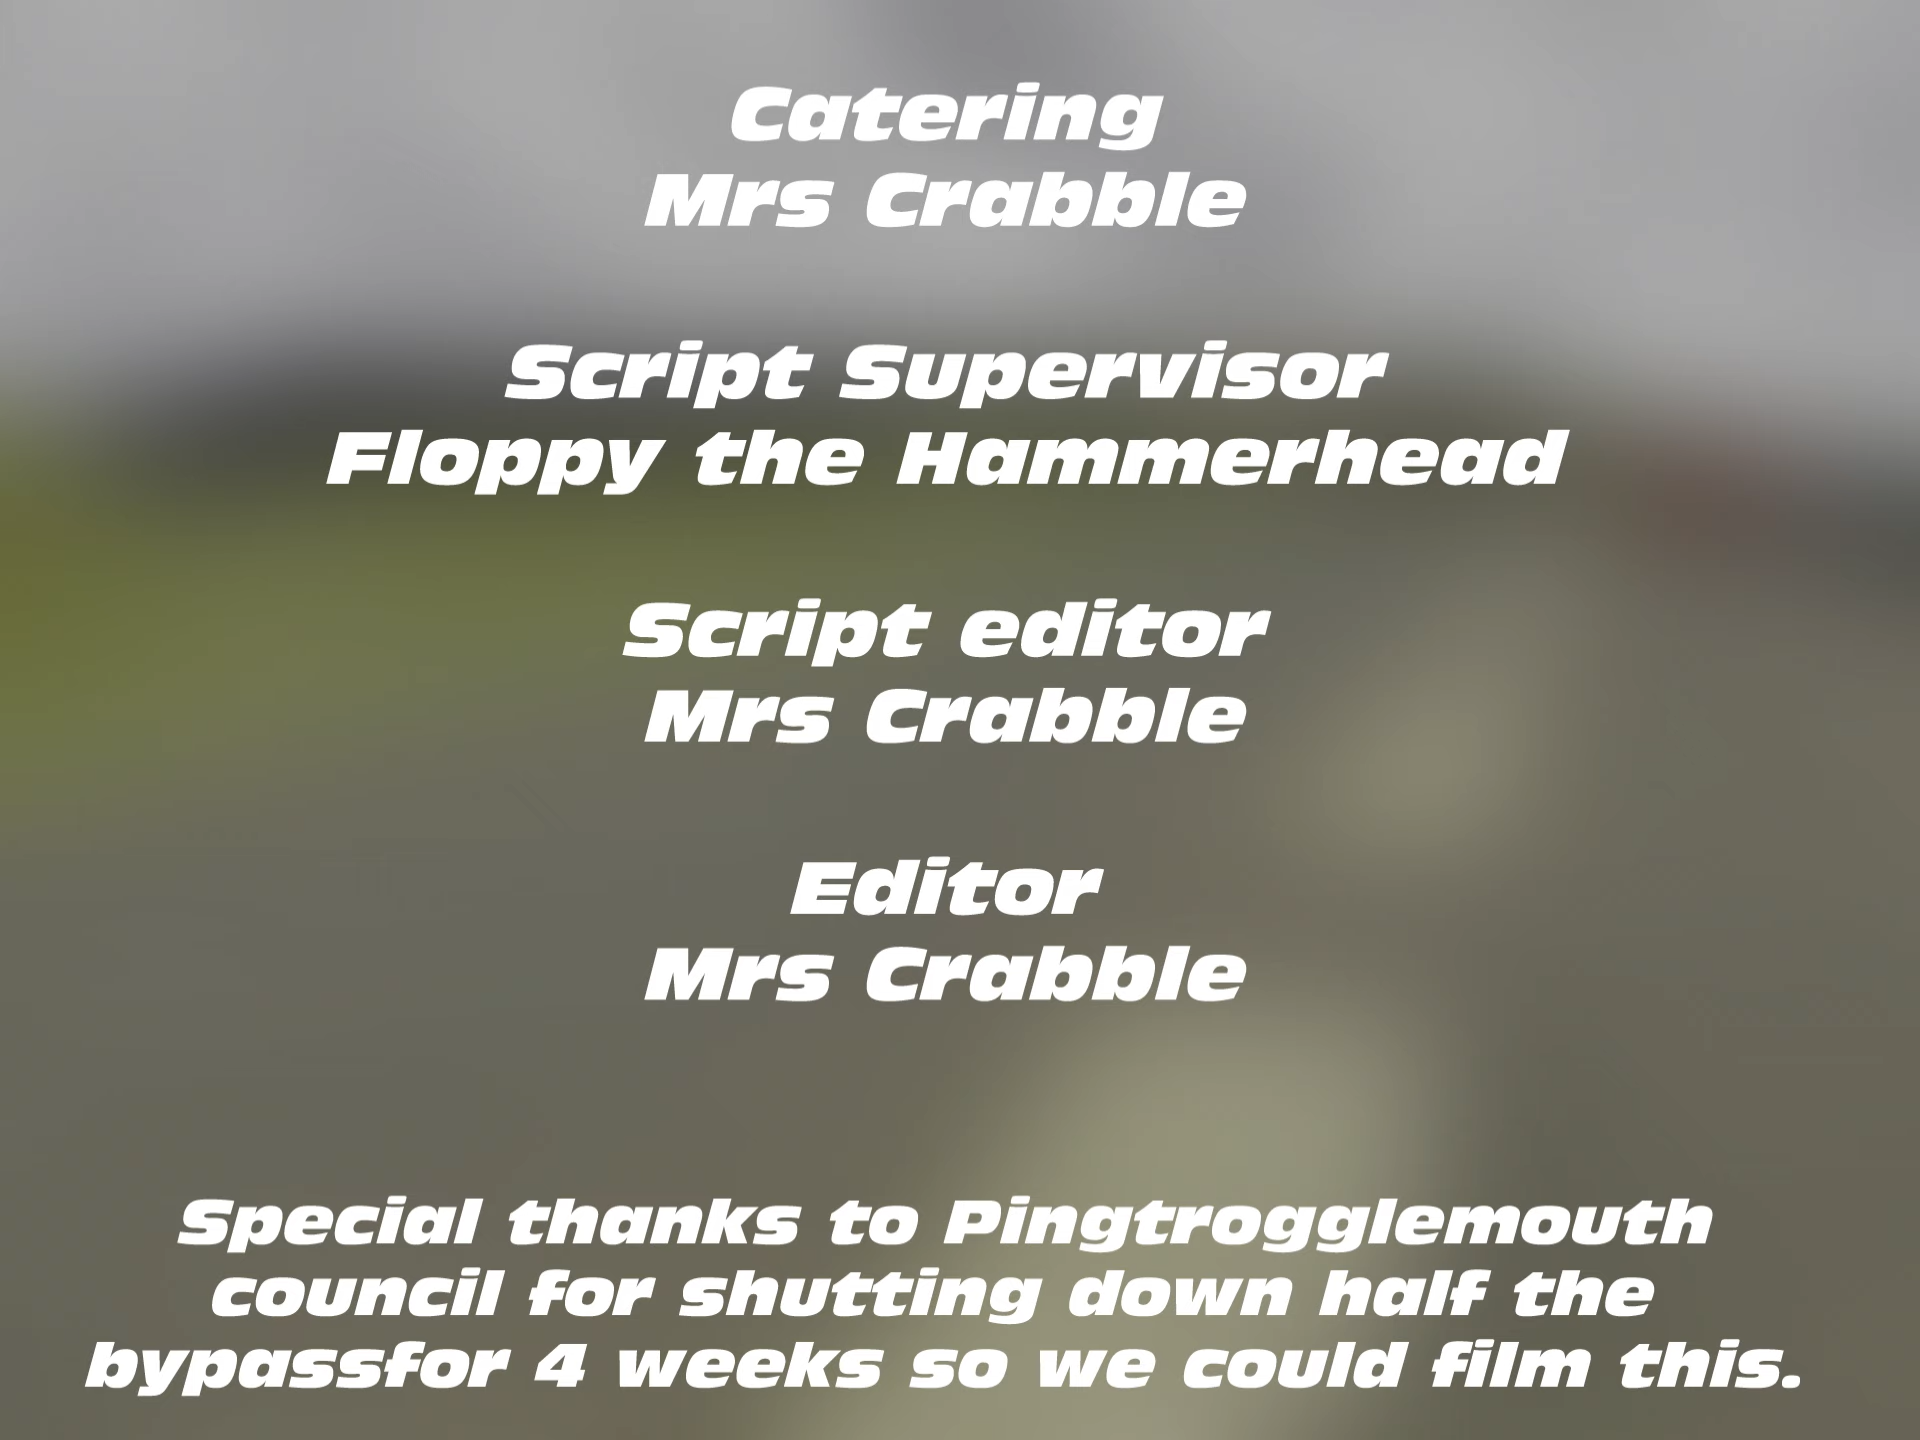 Catering
Mrs Crabble
Script Supervisor
Floppy the Hammerhead
Script editor
Mrs Crabble
Editor
Mrs Crabble
Special thanks to Pingtrogglemouth
council for shutting down half the
bypassfor 4 weeks so we could film this.